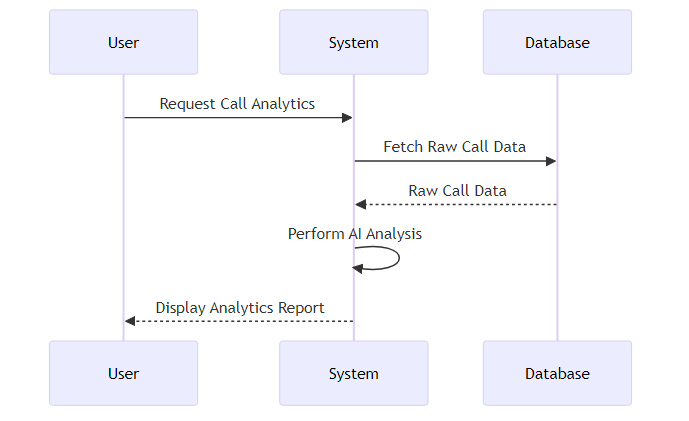 User
System
Database
Request Call Analytics
Fetch Raw Call Data
Raw Call Data
Perform AI Analysis
Display Analytics Report
User
System
Database